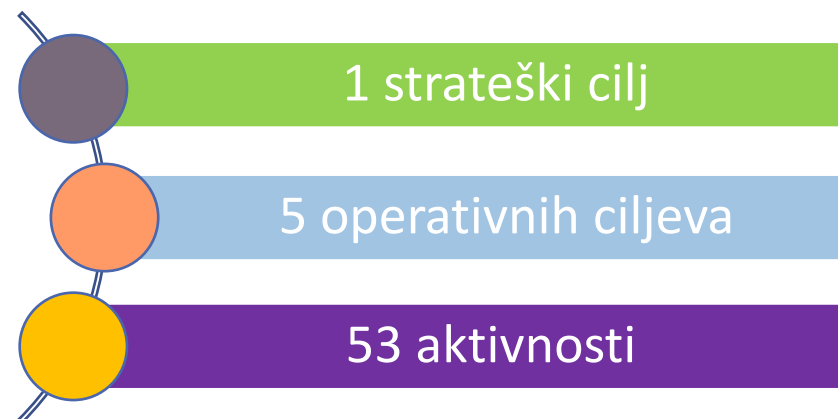 1 strateški cilj
5 operativnih ciljeva
53 aktivnosti